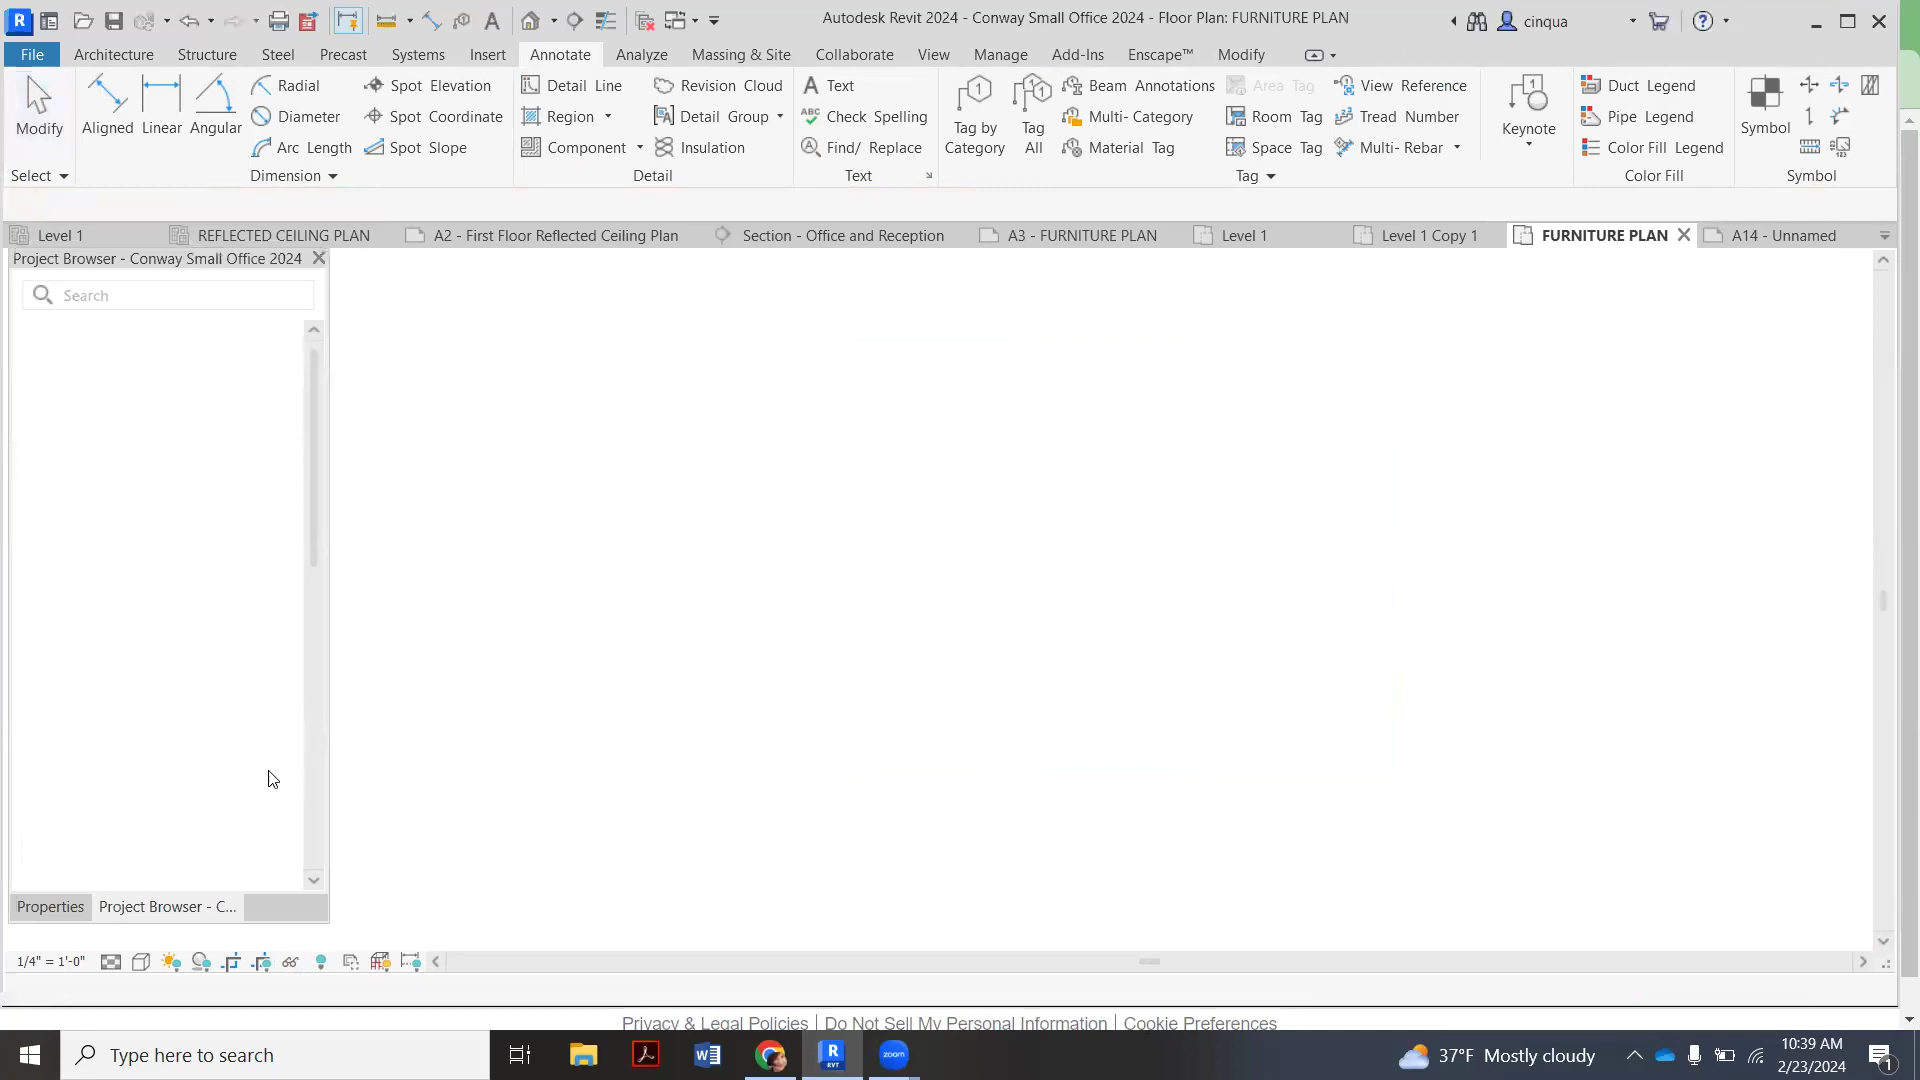 Autodesk Revit 2024 - Conway Small Office 2024 - Floor Plan: FURNITURE PLAN
cinqua
File Architecture Structure Steel Precast Systems Insert Annotate Analyze Massing & Site Collaborate View Manage Add-Ins Enscape™ Modify
Radial Spot Elevation Detail Line Revision Cloud Text Beam Annotations Area Tag View Reference Duct Legend
Diameter Spot Coordinate Region Detail Group Check Spelling Multi- Category Room Tag Tread Number Pipe Legend
Modify Aligned Linear Angular Tag by Category Tag All Keynote Symbol
Arc Length Spot Slope Component Insulation Find/ Replace Material Tag Space Tag Multi- Rebar Color Fill Legend
Select Dimension Detail Text Tag Color Fill Symbol
Level 1 REFLECTED CEILING PLAN A2 - First Floor Reflected Ceiling Plan Section - Office and Reception A3 - FURNITURE PLAN Level 1 Level 1 Copy 1 FURNITURE PLAN A14 - Unnamed
Project Browser - Conway Small Office 2024
Search
Properties Project Browser - C...
1/4" = 1'-0"
Privacy & Legal Policies | Do Not Sell My Personal Information | Cookie Preferences
Type here to search
37°F Mostly cloudy
10:39 AM
2/23/2024
1